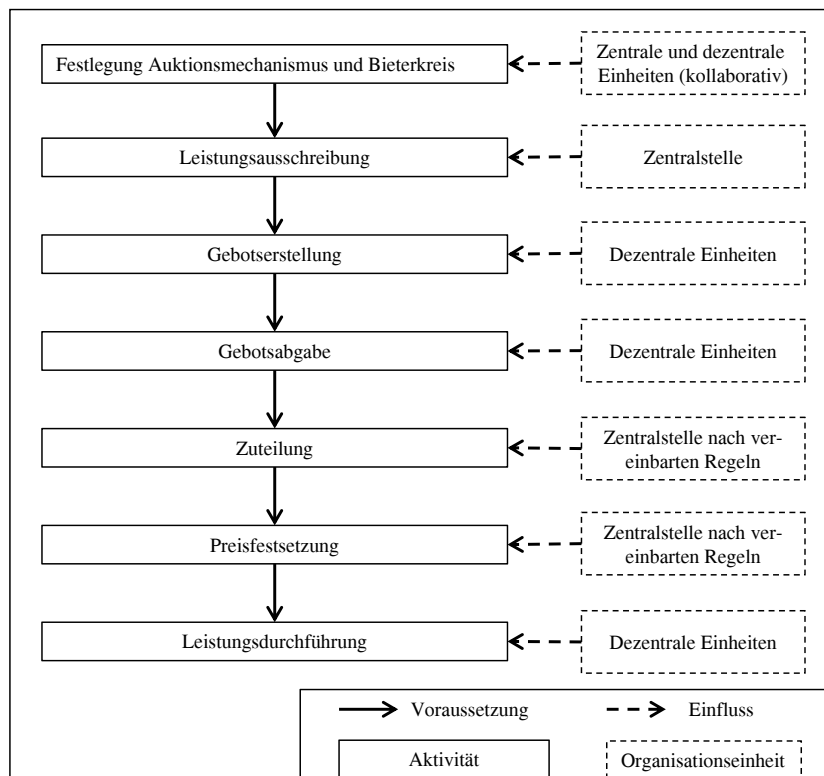 Festlegung Auktionsmechanismus und Bieterkreis
Zentrale und dezentrale
Einheiten (kollaborativ)
Leistungsausschreibung
Zentralstelle
Gebotserstellung
Dezentrale Einheiten
Gebotsabgabe
Dezentrale Einheiten
Zuteilung
Zentralstelle nach ver-
einbarten Regeln
Preisfestsetzung
Zentralstelle nach ver-
einbarten Regeln
Leistungsdurchführung
Dezentrale Einheiten
Voraussetzung
Einfluss
Aktivität
Organisationseinheit